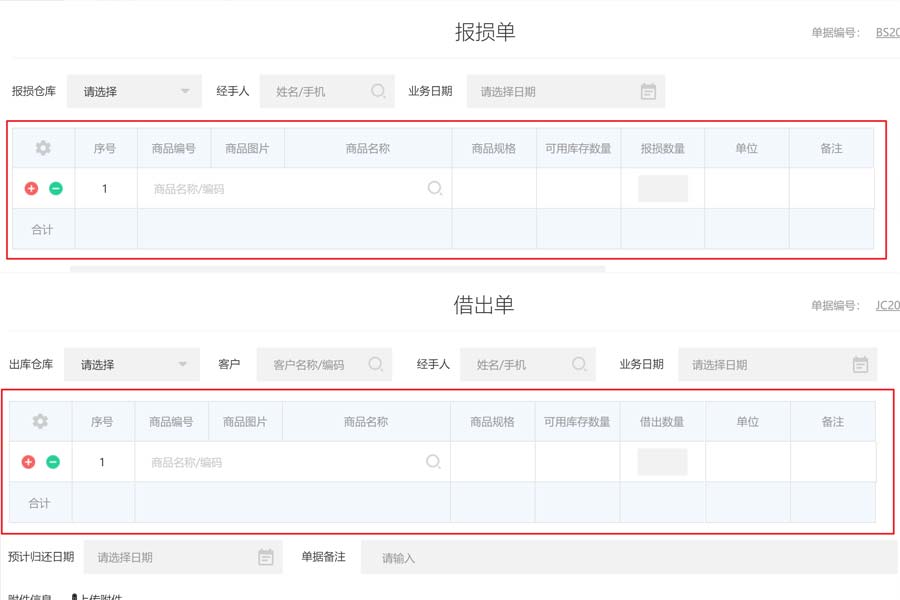 报损单
单据编号： BS20
报损仓库 请选择 经手人 姓名/手机 业务日期 请选择日期
序号 商品编号 商品图片 商品名称 商品规格 可用库存数量 报损数量 单位 备注
1 商品名称/编码
合计
借出单
单据编号： JC20
出库仓库 请选择 客户 客户名称/编码 经手人 姓名/手机 业务日期 请选择日期
序号 商品编号 商品图片 商品名称 商品规格 可用库存数量 借出数量 单位 备注
1 商品名称/编码
合计
预计归还日期 请选择日期 单据备注 请输入
附件信息 上传附件